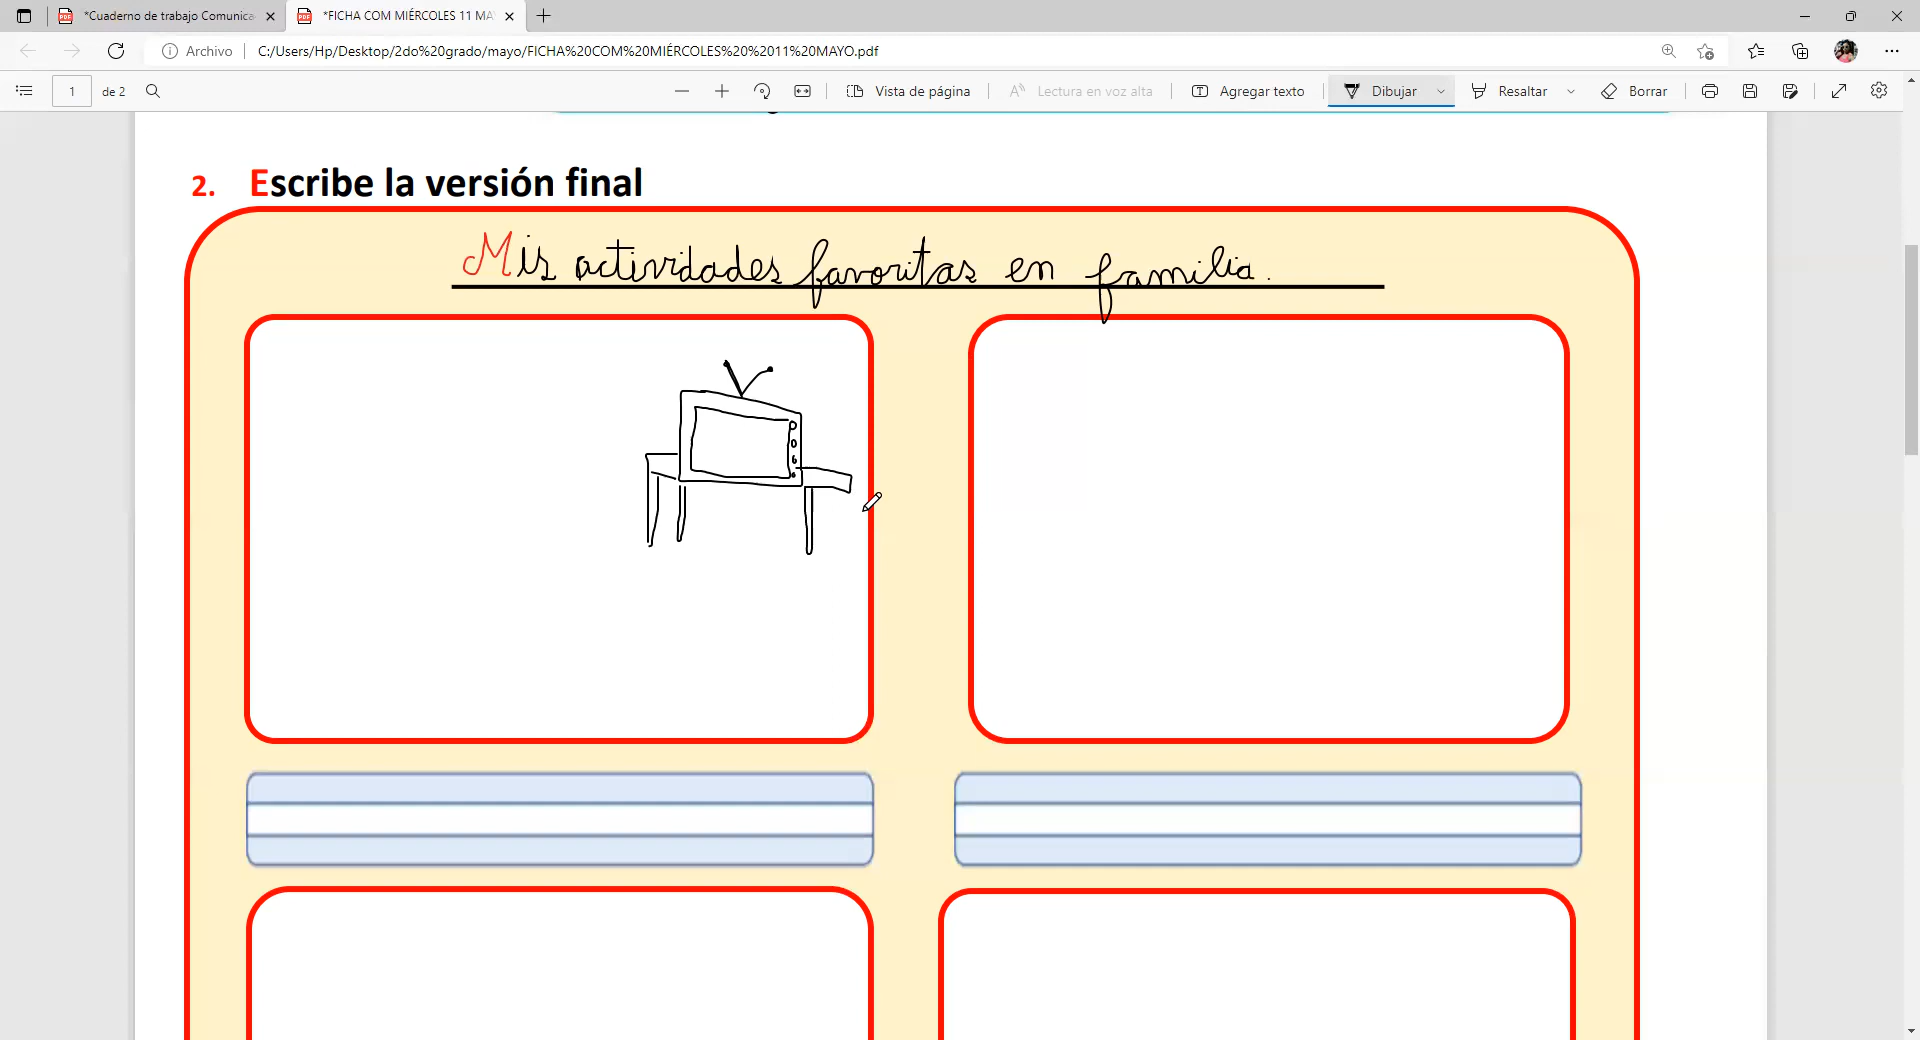 *Cuaderno de trabajo Comunica
*FICHA COM MIÉRCOLES 11 MA
Archivo C:/Users/Hp/Desktop/2do%20grado/mayo/FICHA%20COM%20MIÉRCOLES%20%2011%20MAYO.pdf
1 de 2 Vista de página Lectura en voz alta Agregar texto Dibujar Resaltar Borrar
2. Escribe la versión final
Mis actividades favoritas en familia.